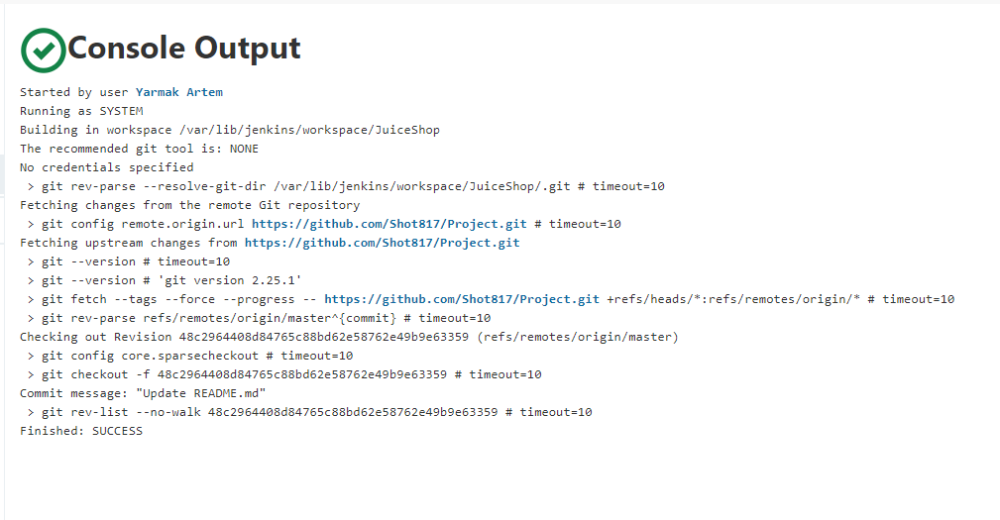 Console Output
Started by user Yarmak Artem
Running as SYSTEM
Building in workspace /var/lib/jenkins/workspace/JuiceShop
The recommended git tool is: NONE
No credentials specified
 > git rev-parse --resolve-git-dir /var/lib/jenkins/workspace/JuiceShop/.git # timeout=10
Fetching changes from the remote Git repository
 > git config remote.origin.url https://github.com/Shot817/Project.git # timeout=10
Fetching upstream changes from https://github.com/Shot817/Project.git
 > git --version # timeout=10
 > git --version # 'git version 2.25.1'
 > git fetch --tags --force --progress -- https://github.com/Shot817/Project.git +refs/heads/*:refs/remotes/origin/* # timeout=10
 > git rev-parse refs/remotes/origin/master^{commit} # timeout=10
Checking out Revision 48c2964408d84765c88bd62e58762e49b9e63359 (refs/remotes/origin/master)
 > git config core.sparsecheckout # timeout=10
 > git checkout -f 48c2964408d84765c88bd62e58762e49b9e63359 # timeout=10
Commit message: "Update README.md"
 > git rev-list --no-walk 48c2964408d84765c88bd62e58762e49b9e63359 # timeout=10
Finished: SUCCESS